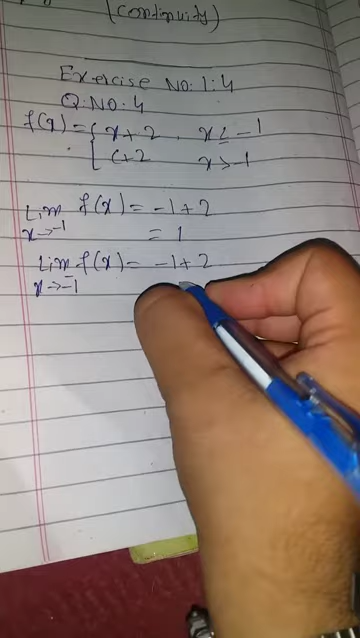 (continuity)
Exercise No: 1:4
Q: NO: 4
f(x) = { x + 2 , x ≤ -1
c + 2 x > -1
Lim f(x) = -1 + 2
x → -1
= 1
Lim f(x) = -1 + 2
x → -1